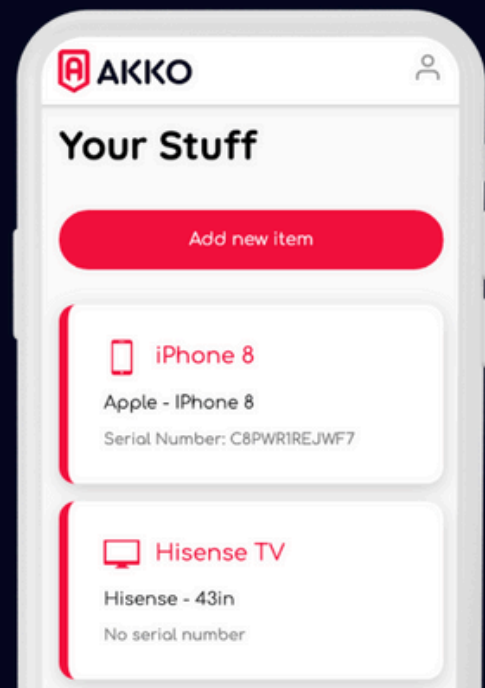 AKKO
Your Stuff
Add new item
iPhone 8
Apple - IPhone 8
Serial Number: C8PWR1REJWF7
Hisense TV
Hisense - 43in
No serial number